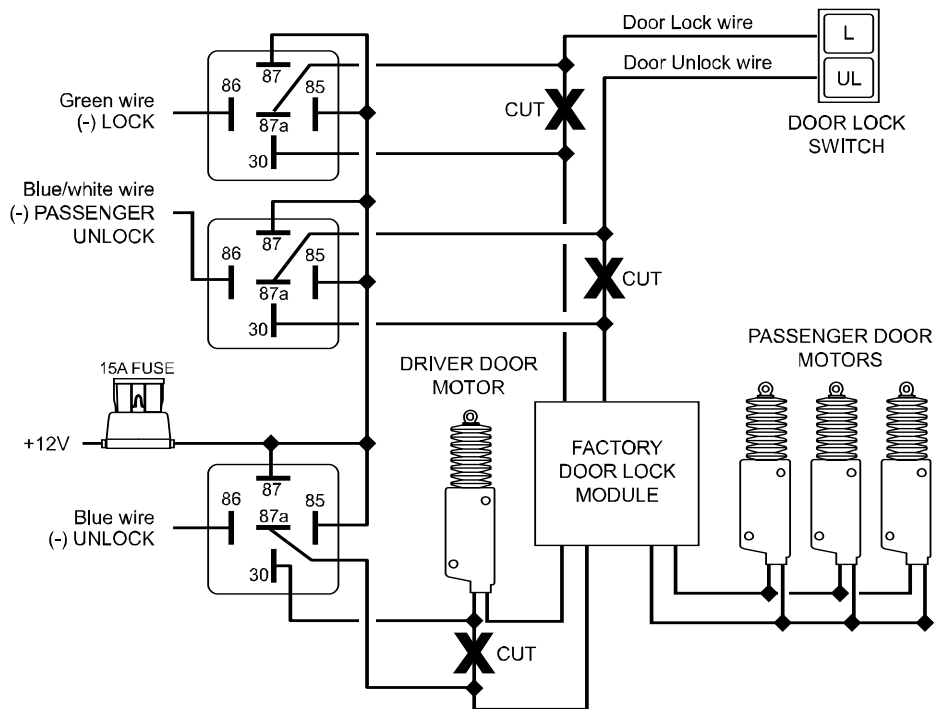 Door Lock wire
L
Door Unlock wire
UL
DOOR LOCK
SWITCH
87
86
85
87a
30
Green wire
(-) LOCK
CUT
Blue/white wire
(-) PASSENGER
UNLOCK
87
86
85
87a
30
CUT
15A FUSE
+12V
DRIVER DOOR
MOTOR
PASSENGER DOOR
MOTORS
FACTORY
DOOR LOCK
MODULE
87
86
85
87a
30
Blue wire
(-) UNLOCK
CUT